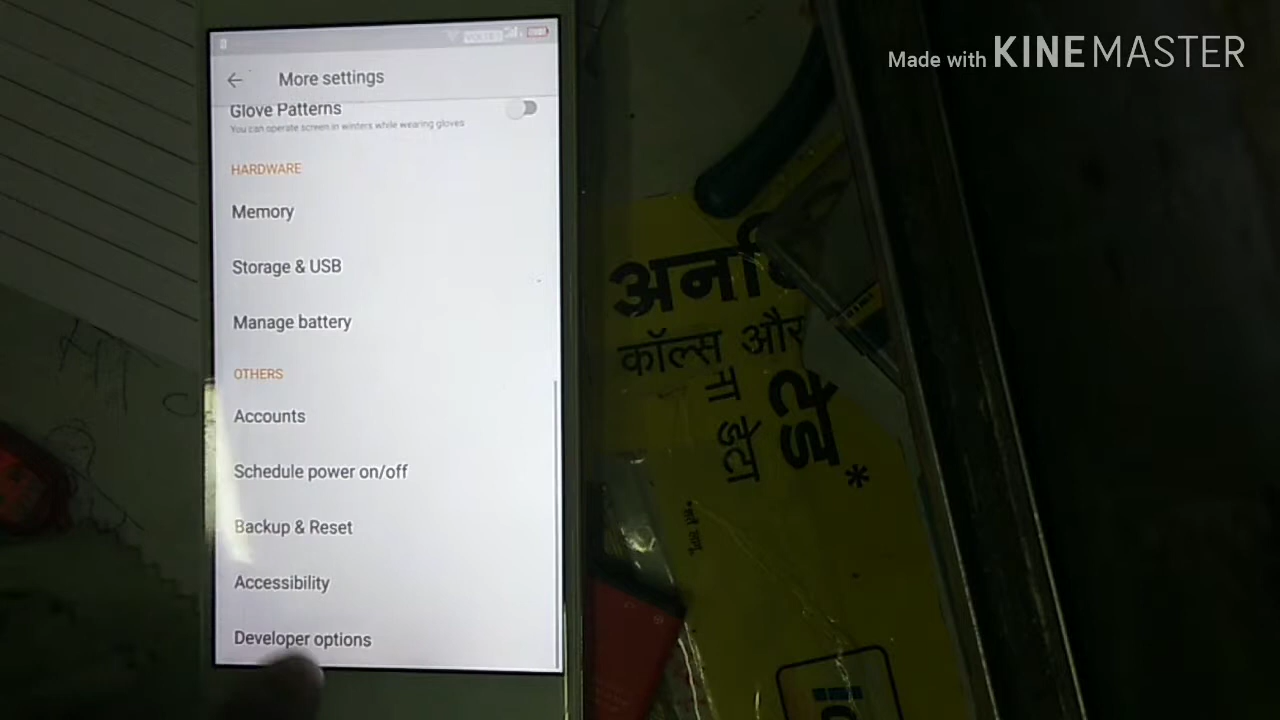 Made with KINEMASTER
More settings
Glove Patterns
You can operate screen in winters while wearing gloves
HARDWARE
Memory
Storage & USB
Manage battery
OTHERS
Accounts
Schedule power on/off
Backup & Reset
Accessibility
Developer options
कॉल्स और
डेटा
*